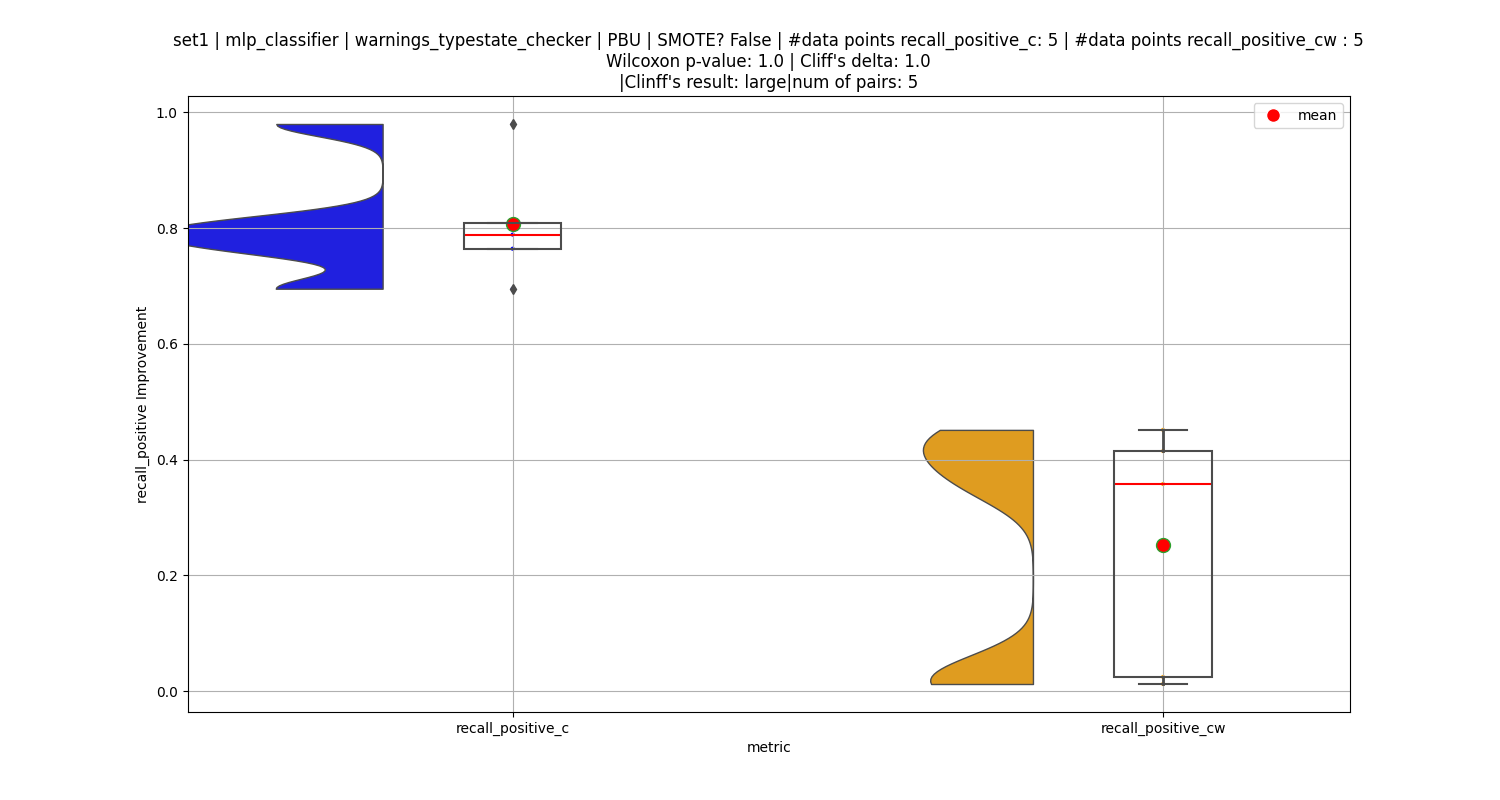 set1 | mlp_classifier | warnings_typestate_checker | PBU | SMOTE? False | #data points recall_positive_c: 5 | #data points recall_positive_cw : 5
Wilcoxon p-value: 1.0 | Cliff's delta: 1.0
|Clinff's result: large|num of pairs: 5
mean
1.0
0.8
0.6
0.4
0.2
0.0
recall_positive Improvement
recall_positive_c
recall_positive_cw
metric